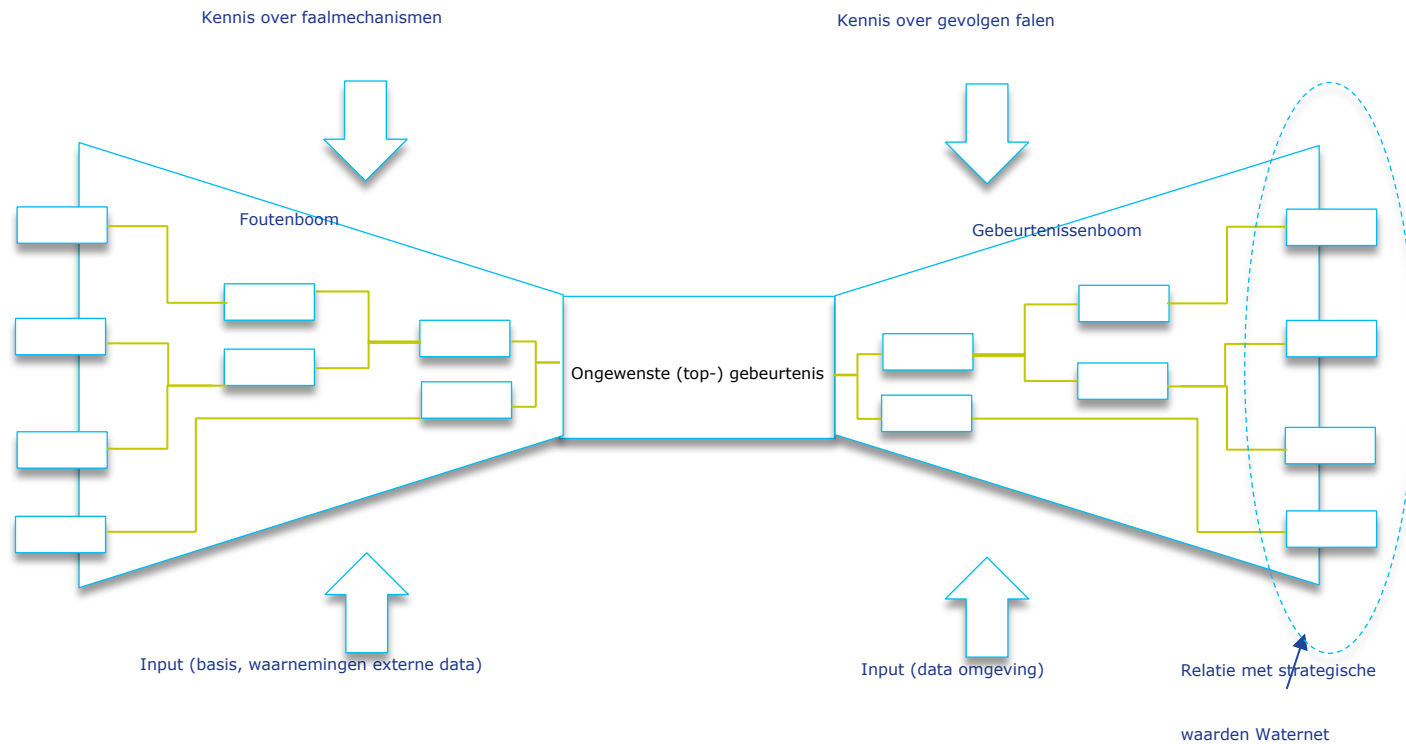 Kennis over faalmechanismen
Kennis over gevolgen falen
Foutenboom
Gebeurtenissenboom
Ongewenste (top-) gebeurtenis
Input (basis, waarnemingen externe data)
Input (data omgeving)
Relatie met strategische
waarden Waternet